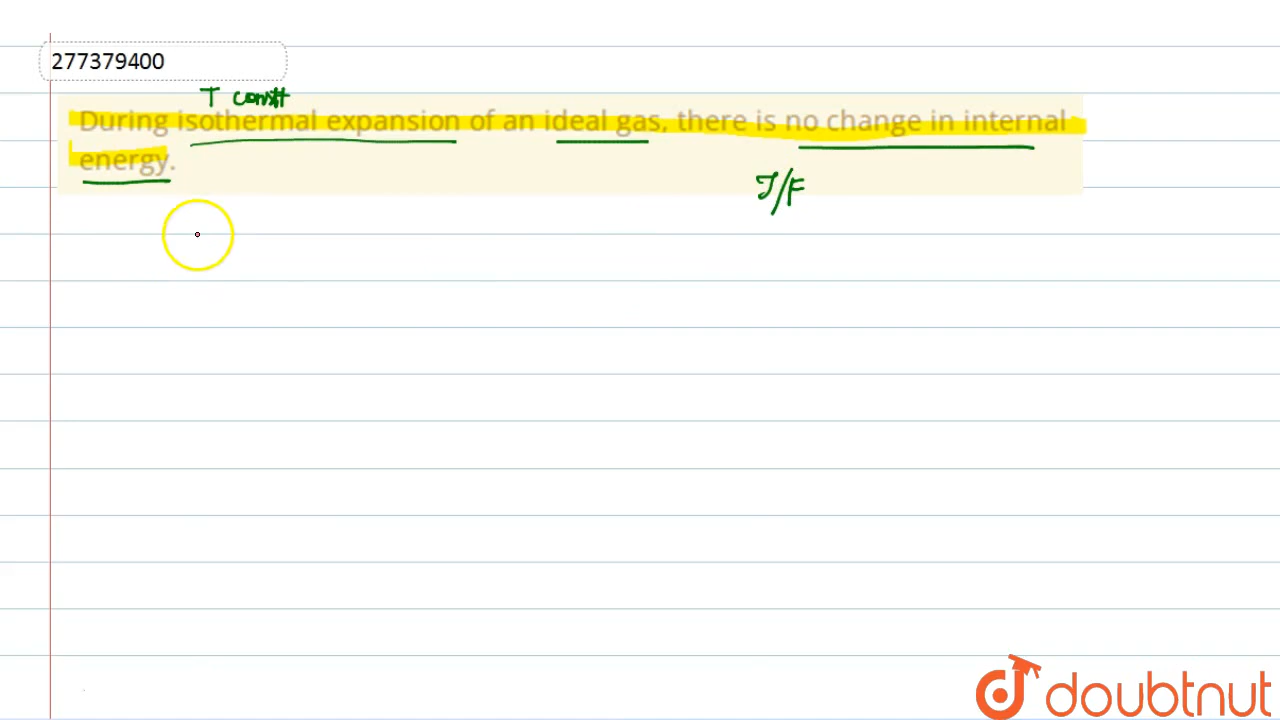 277379400
T const
During isothermal expansion of an ideal gas, there is no change in internal
energy.
T/F
doubtnut